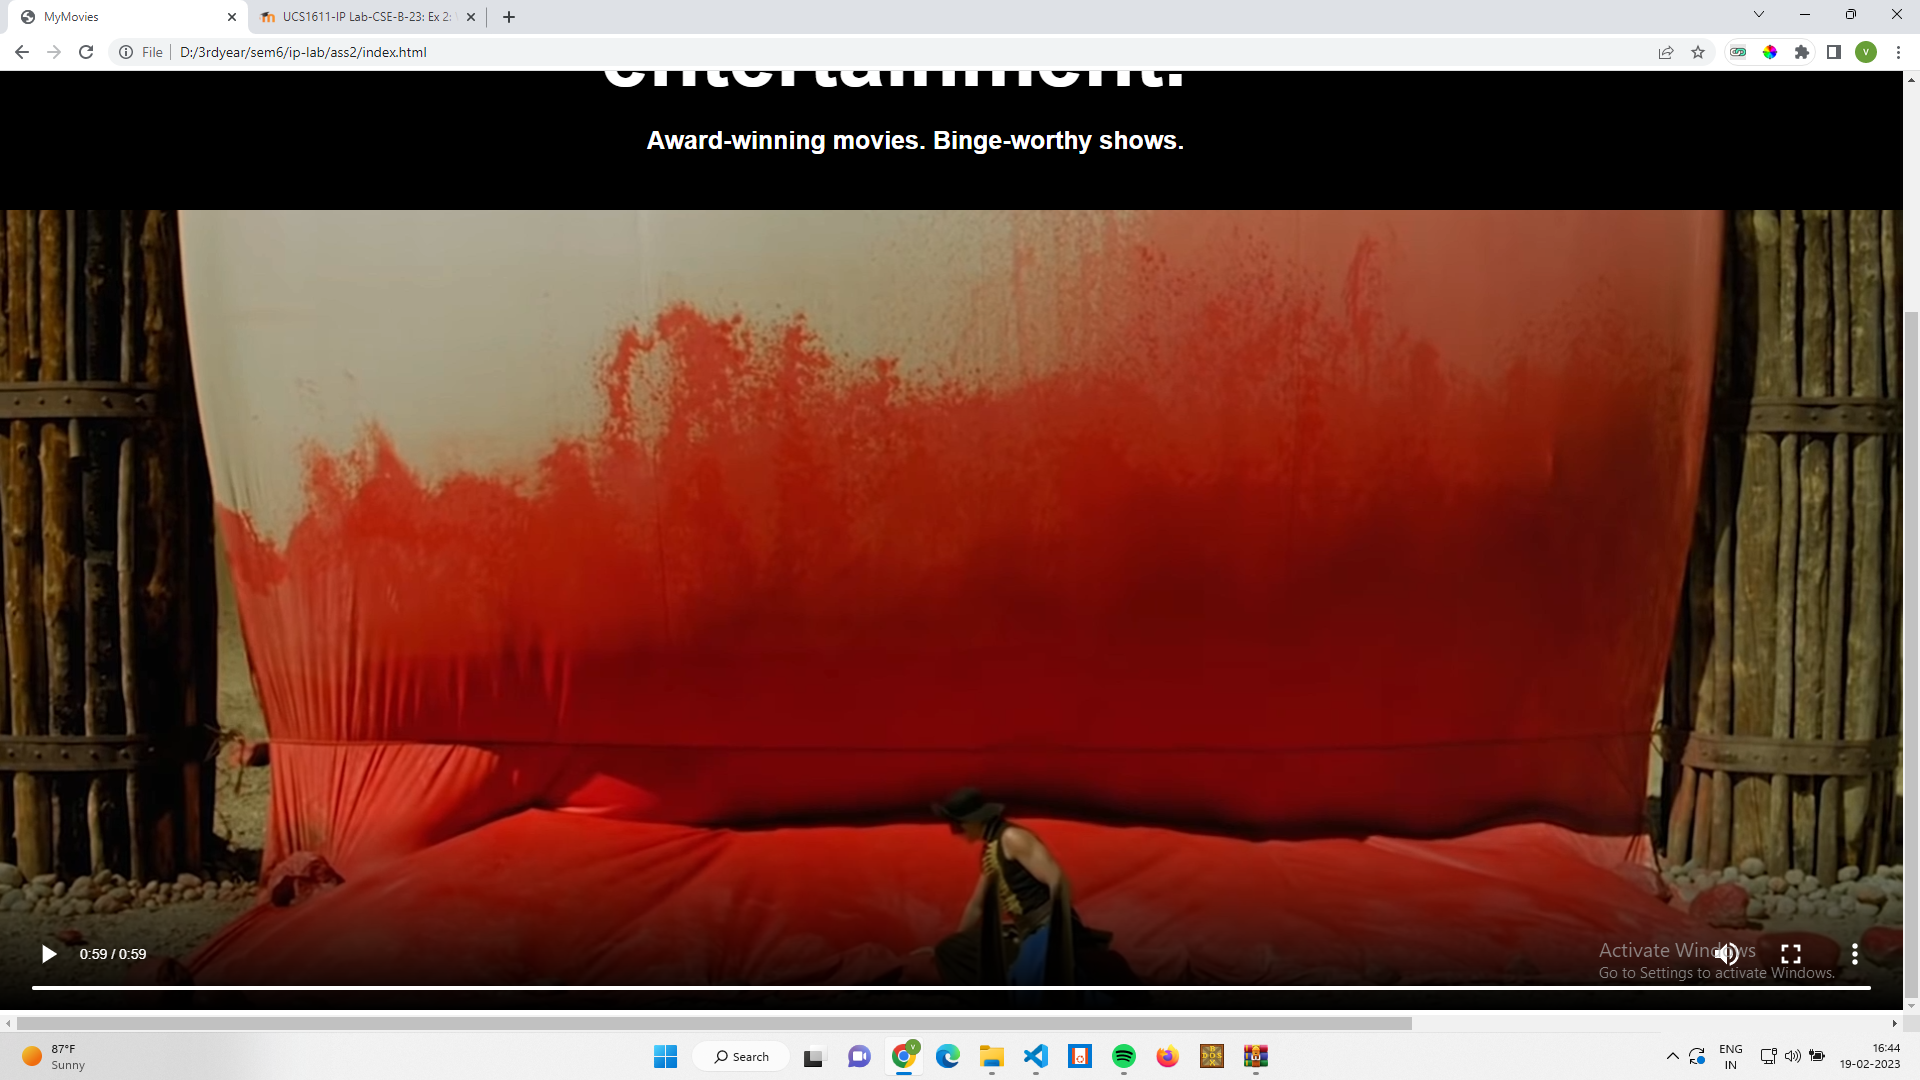 MyMovies
UCS1611-IP Lab-CSE-B-23: Ex 2:
File
D:/3rdyear/sem6/ip-lab/ass2/index.html
V
entertainment.
Award-winning movies. Binge-worthy shows.
0:59 / 0:59
Activate Windows
Go to Settings to activate Windows.
87°F
Sunny
Search
V
ENG
IN
16:44
19-02-2023